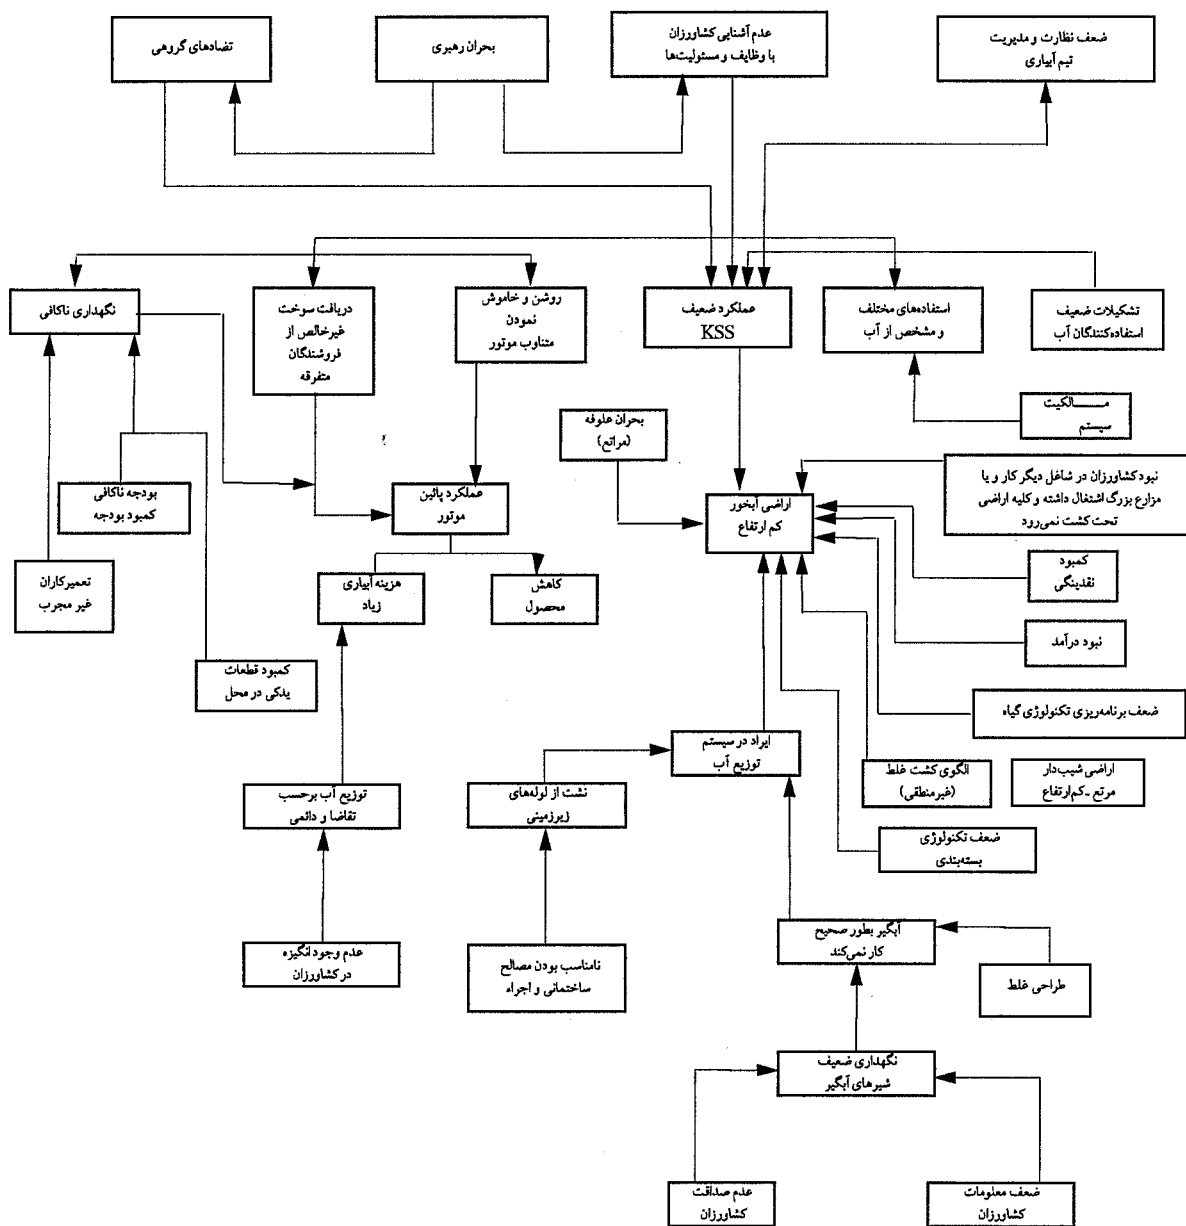 ضعف نظارت و مدیریت
تیم آبیاری
عدم آشنایی کشاورزان
با وظایف و مسئولیت‌ها
بحران رهبری
تضادهای گروهی
تشکیلات ضعیف
استفاده‌کنندگان آب
استفاده‌های مختلف
و مشخص از آب
عملکرد ضعیف
KSS
روشن و خاموش
نمودن
متناوب موتور
دریافت سوخت
غیرخالص از
فروشندگان
متفرقه
نگهداری ناکافی
مــــالکیت
سیستم
بحران علوفه
(مراتع)
نبود کشاورزان در شاغل دیگر کار و یا
مزارع بزرگ اشتغال داشته و کلیه اراضی
تحت کشت نمی‌رود
اراضی آبخور
کم ارتفاع
عملکرد پائین
موتور
بودجه ناکافی
کمبود بودجه
کمبود
نقدینگی
کاهش
محصول
هزینه آبیاری
زیاد
تعمیرکاران
غیر مجرب
نبود درآمد
کمبود قطعات
یدکی در محل
ضعف برنامه‌ریزی تکنولوژی گیاه
ایراد در سیستم
توزیع آب
اراضی شیب‌دار
مرتع - کم‌ارتفاع
الگوی کشت غلط
(غیرمنطقی)
نشت از لوله‌های
زیرزمینی
توزیع آب برحسب
تقاضا و دائمی
ضعف تکنولوژی
بسته‌بندی
آبگیر بطور صحیح
کار نمی‌کند
عدم وجود انگیزه
در کشاورزان
نامناسب بودن مصالح
ساختمانی و اجراء
طراحی غلط
نگهداری ضعیف
شیرهای آبگیر
عدم صداقت
کشاورزان
ضعف معلومات
کشاورزان